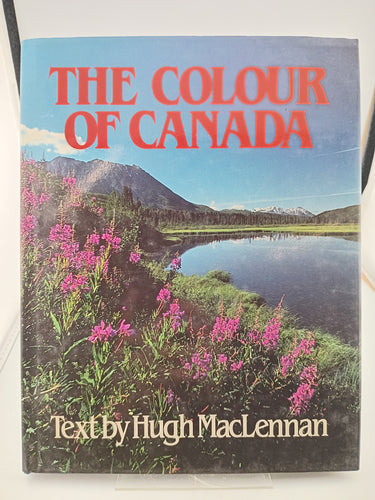 THE COLOUR
OF CANADA
Text by Hugh MacLennan